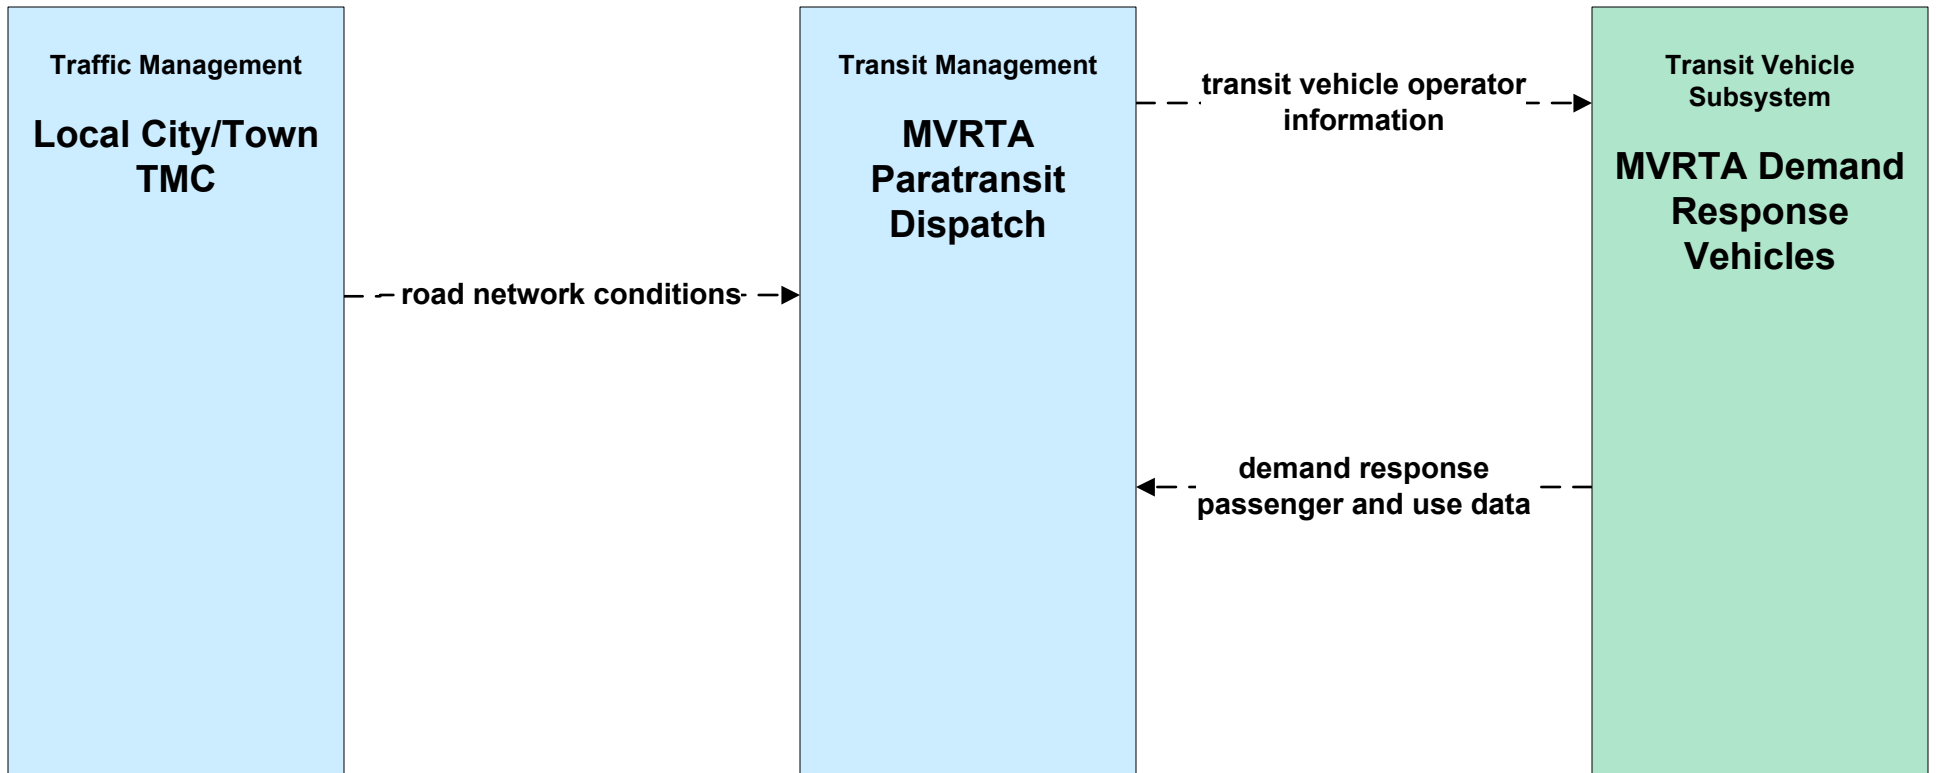 Traffic Management
Local City/Town
TMC
road network conditions
Transit Management
MVRTA
Paratransit
Dispatch
transit vehicle operator
information
demand response
passenger and use data
Transit Vehicle
Subsystem
MVRTA Demand
Response
Vehicles